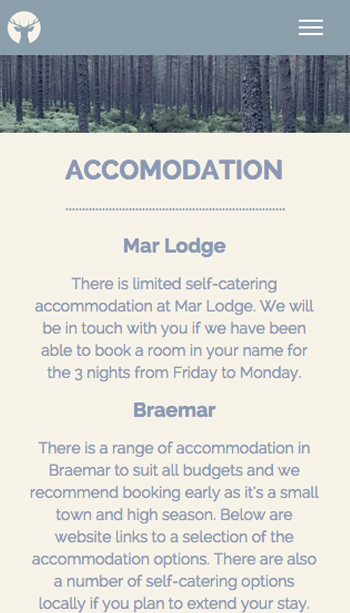 ACCOMODATION
Mar Lodge
There is limited self-catering
accommodation at Mar Lodge. We will
be in touch with you if we have been
able to book a room in your name for
the 3 nights from Friday to Monday.
Braemar
There is a range of accommodation in
Braemar to suit all budgets and we
recommend booking early as it's a small
town and high season. Below are
website links to a selection of the
accommodation options. There are also
a number of self-catering options
locally if you plan to extend your stay.